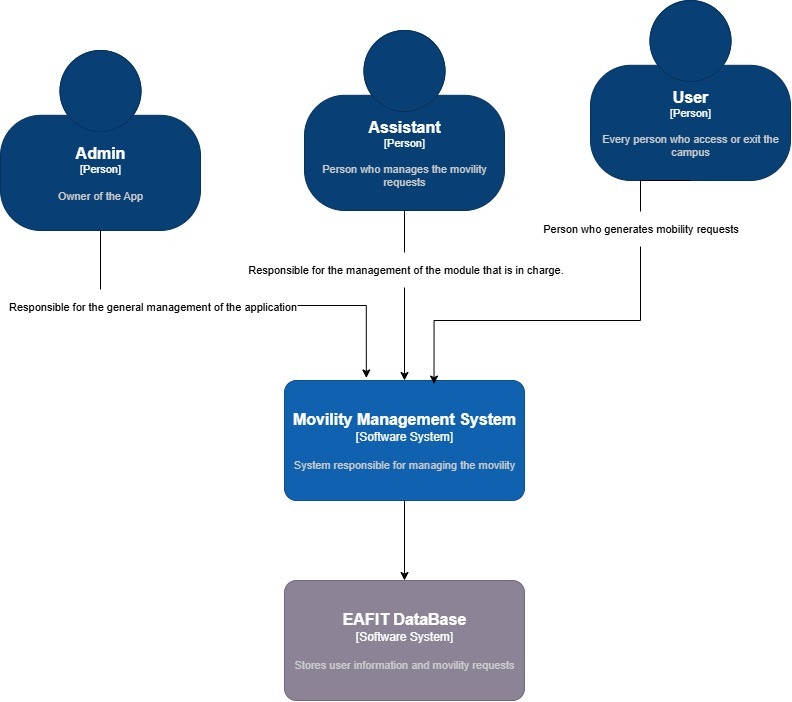 User
[Person]
Every person who access or exit the
campus
Assistant
[Person]
Person who manages the movility
requests
Admin
[Person]
Owner of the App
Person who generates mobility requests
Responsible for the management of the module that is in charge.
Responsible for the general management of the application
Movility Management System
[Software System]
System responsible for managing the movility
EAFIT DataBase
[Software System]
Stores user information and movility requests